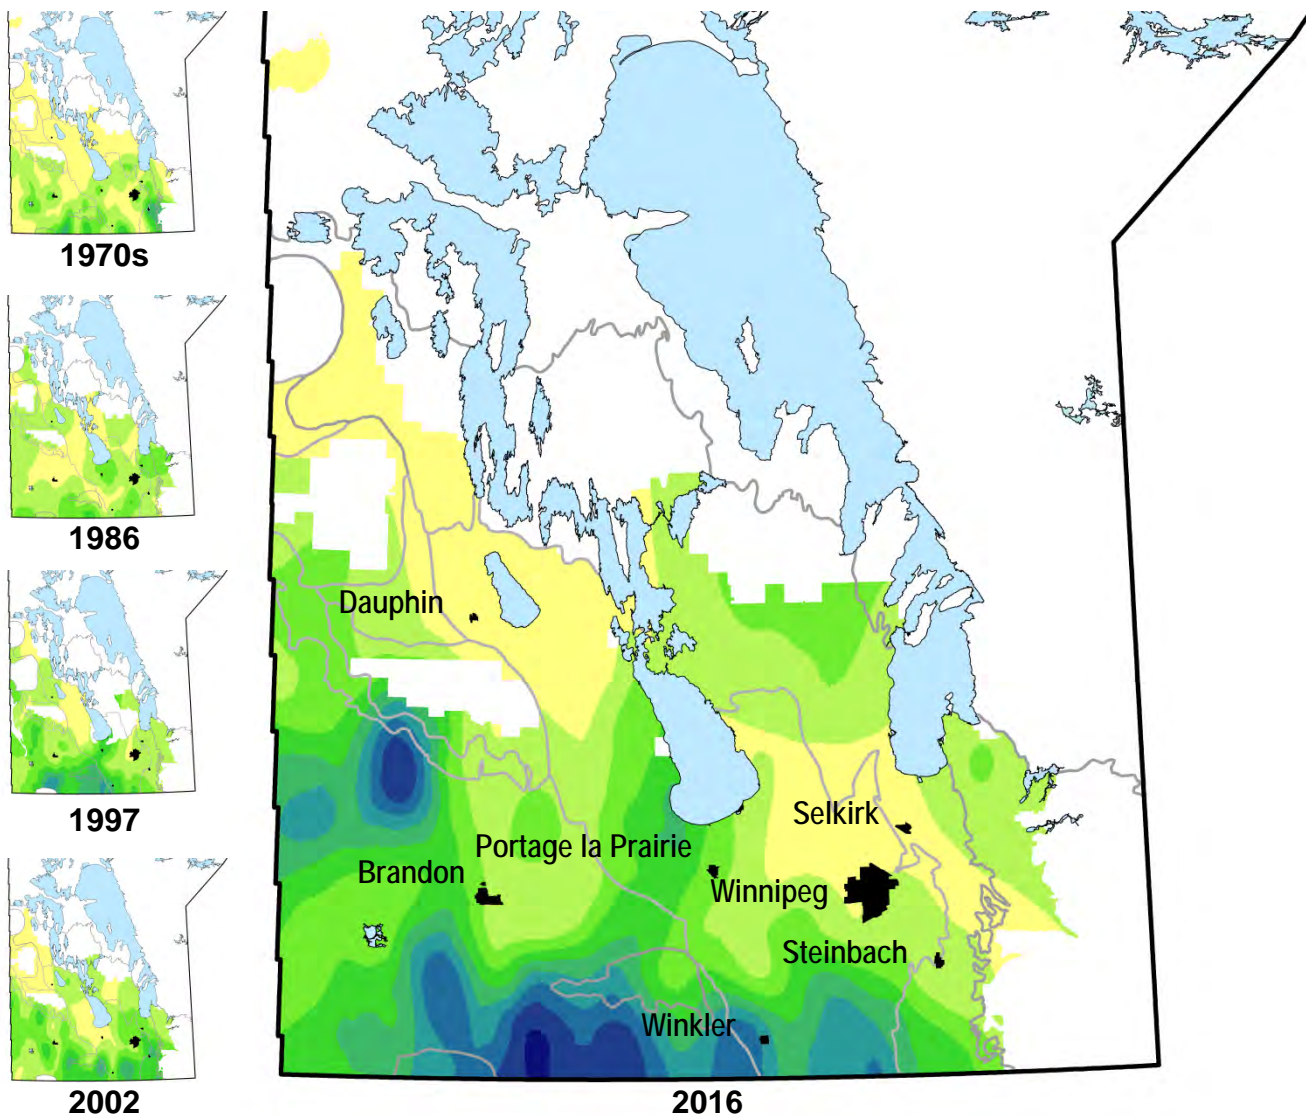 1970s
1986
1997
2002
Dauphin
Selkirk
Portage la Prairie
Brandon
Winnipeg
Steinbach
Winkler
2016